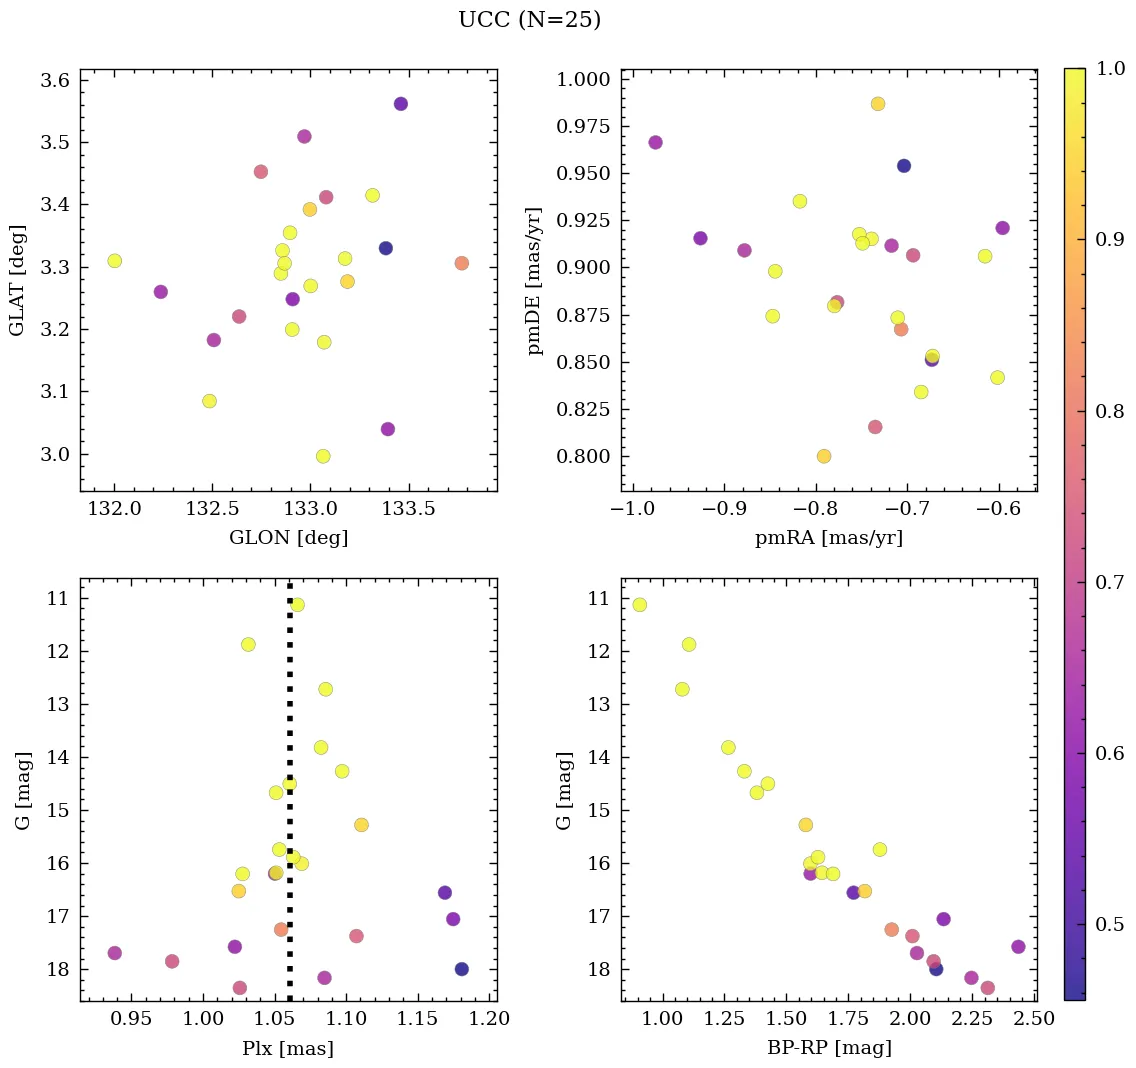 UCC (N=25)
3.6
3.5
3.4
3.3
3.2
3.1
3.0
GLAT [deg]
132.0 132.5 133.0 133.5
GLON [deg]
1.000
0.975
0.950
0.925
0.900
0.875
0.850
0.825
0.800
pmDE [mas/yr]
−1.0 −0.9 −0.8 −0.7 −0.6
pmRA [mas/yr]
11
12
13
14
15
16
17
18
G [mag]
0.95 1.00 1.05 1.10 1.15 1.20
Plx [mas]
11
12
13
14
15
16
17
18
G [mag]
1.00 1.25 1.50 1.75 2.00 2.25 2.50
BP-RP [mag]
1.0
0.9
0.8
0.7
0.6
0.5